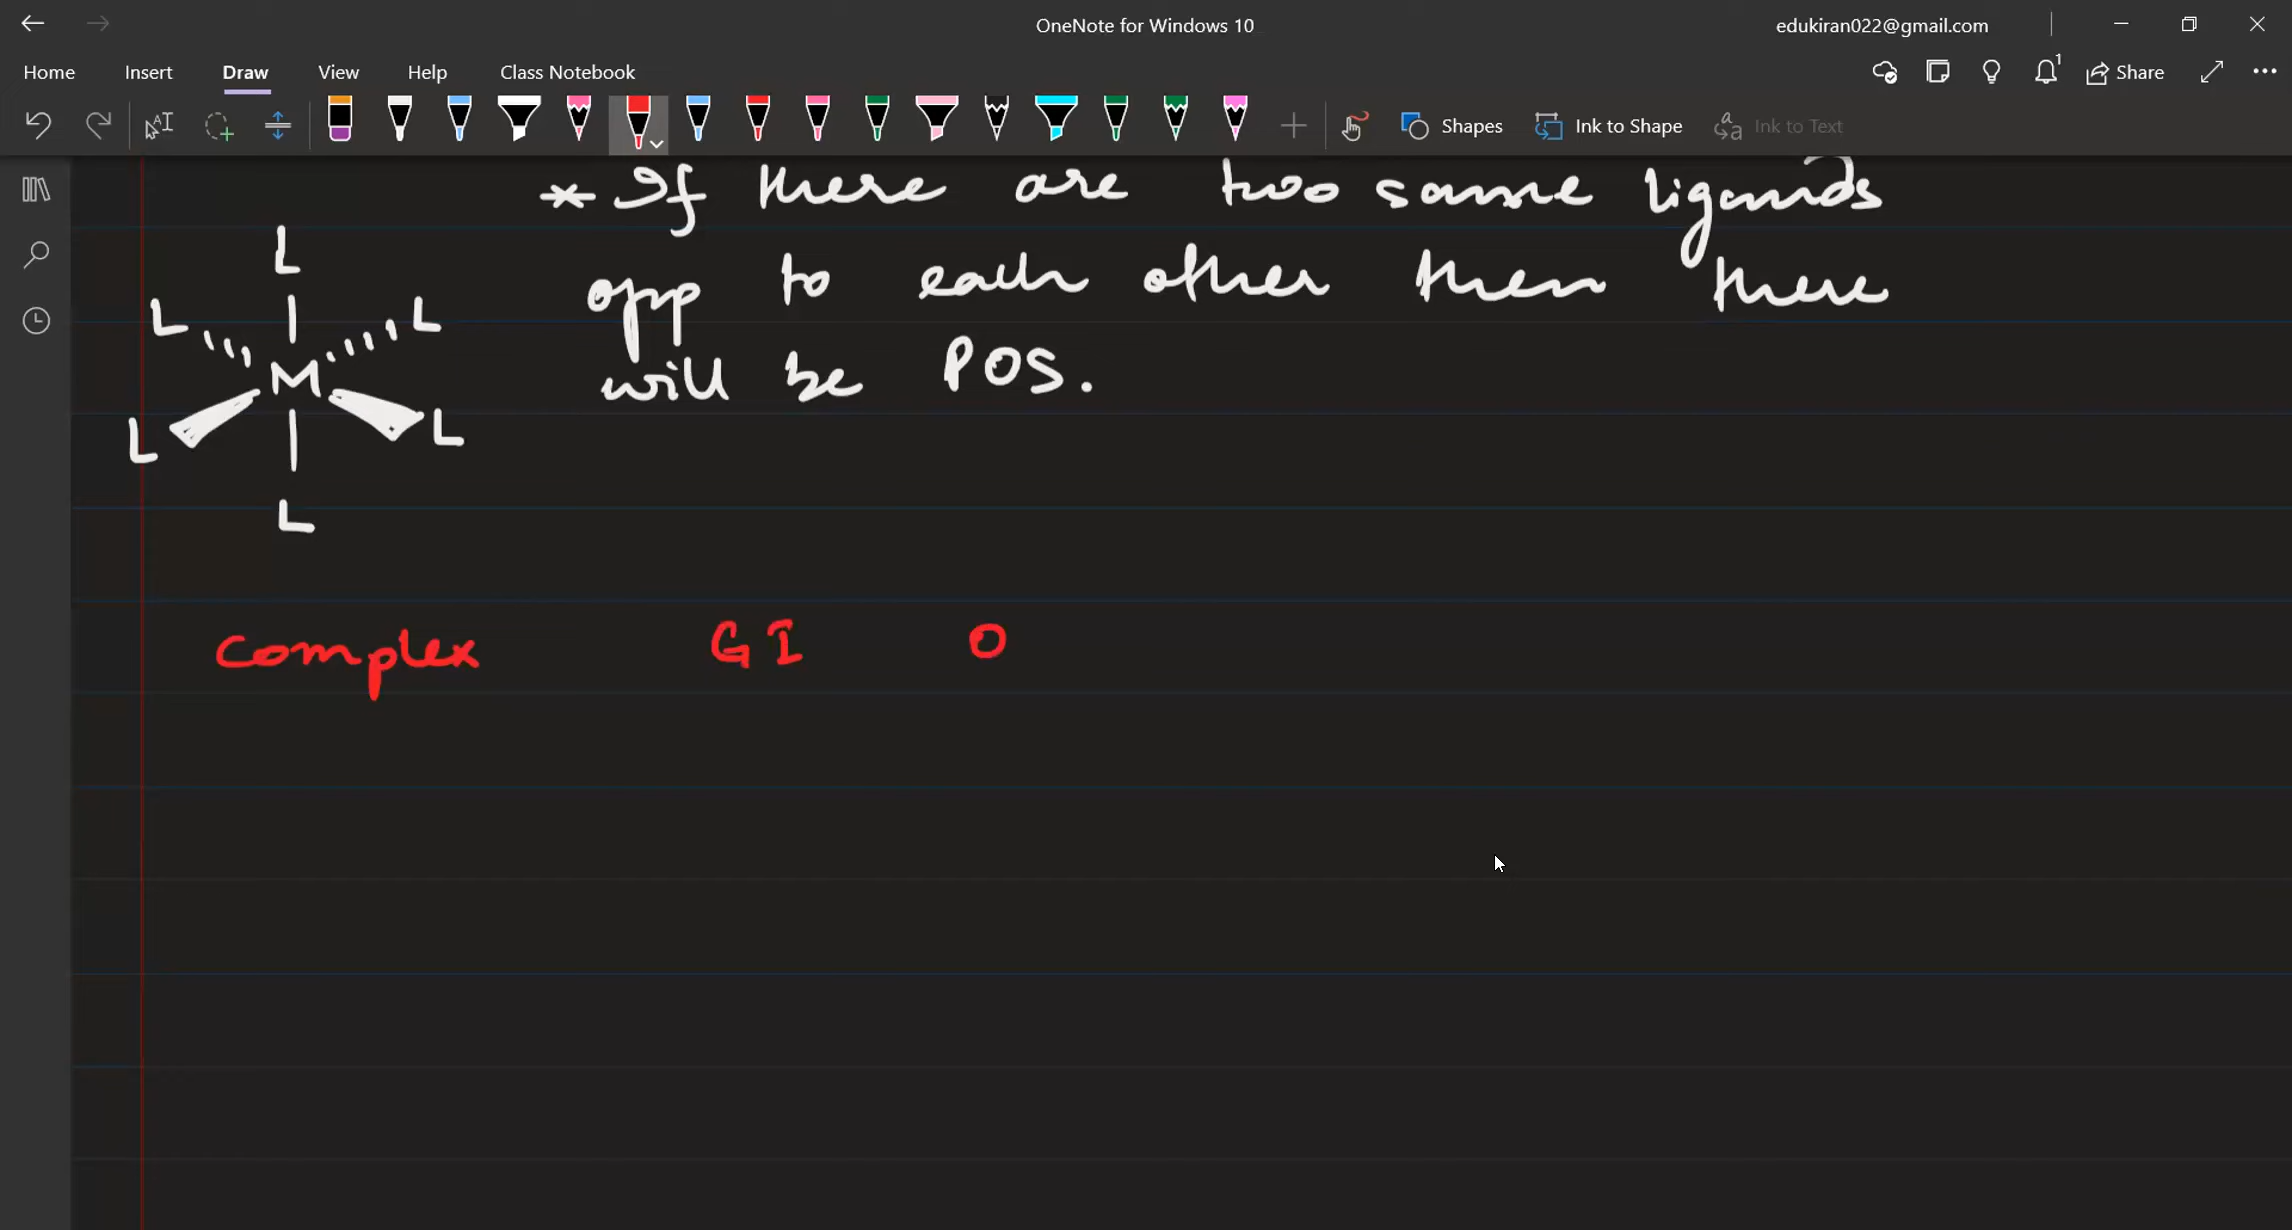 OneNote for Windows 10
edukiran022@gmail.com
Home Insert Draw View Help Class Notebook
1
Share
Shapes Ink to Shape Ink to Text
* If there are two same ligands
opp to each other then there
will be POS.
L
L L
M
L L
L
Complex GI O